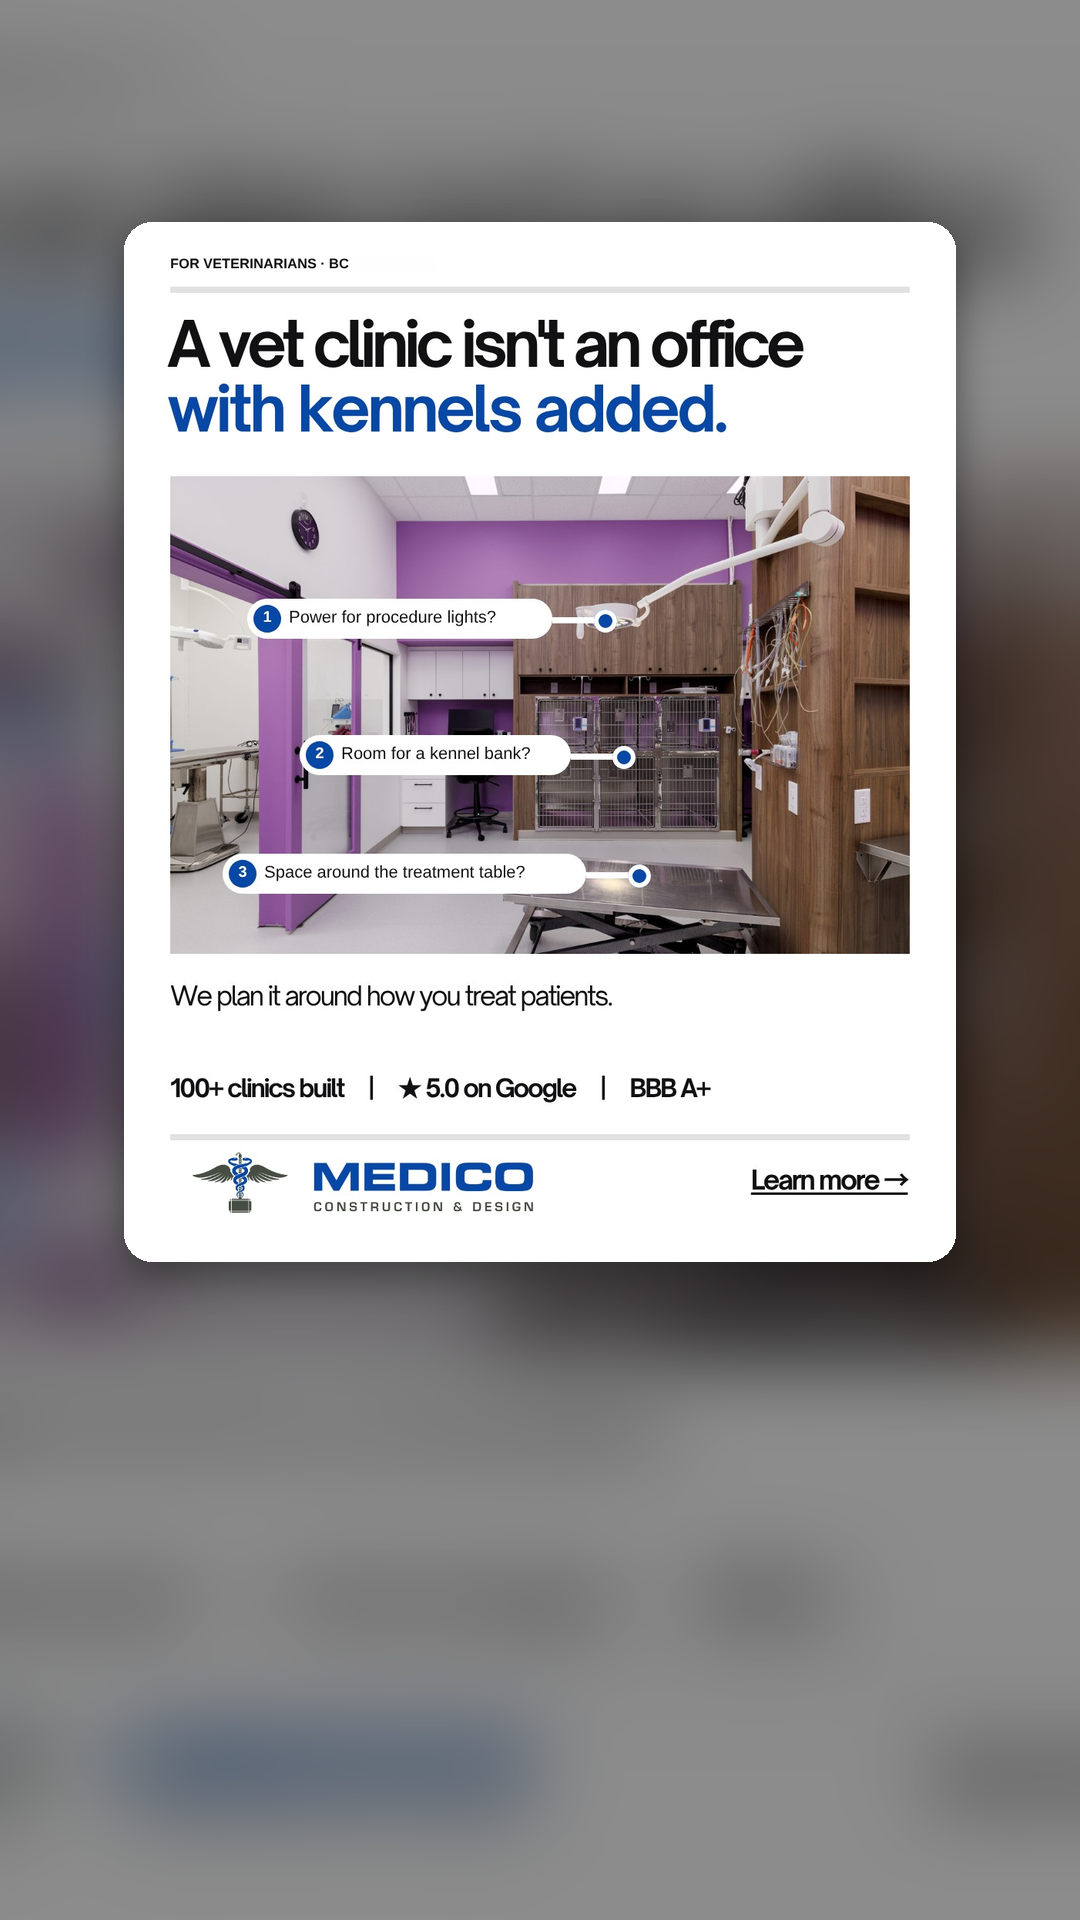 FOR VETERINARIANS · BC
A vet clinic isn't an office
with kennels added.
1 Power for procedure lights?
2 Room for a kennel bank?
3 Space around the treatment table?
We plan it around how you treat patients.
100+ clinics built | ★ 5.0 on Google | BBB A+
MEDICO
CONSTRUCTION & DESIGN
Learn more →